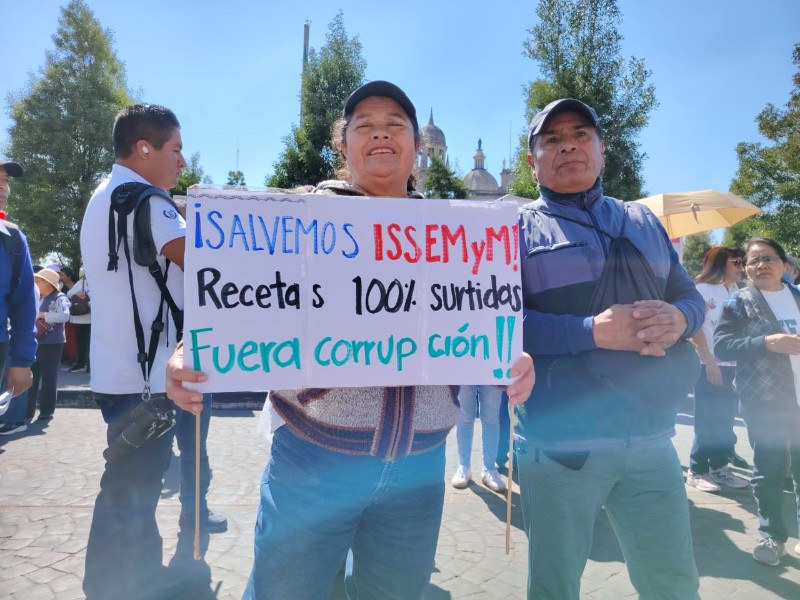 ¡SALVEMOS ISSEMyM!
Recetas 100% surtidas
Fuera corrupción!!